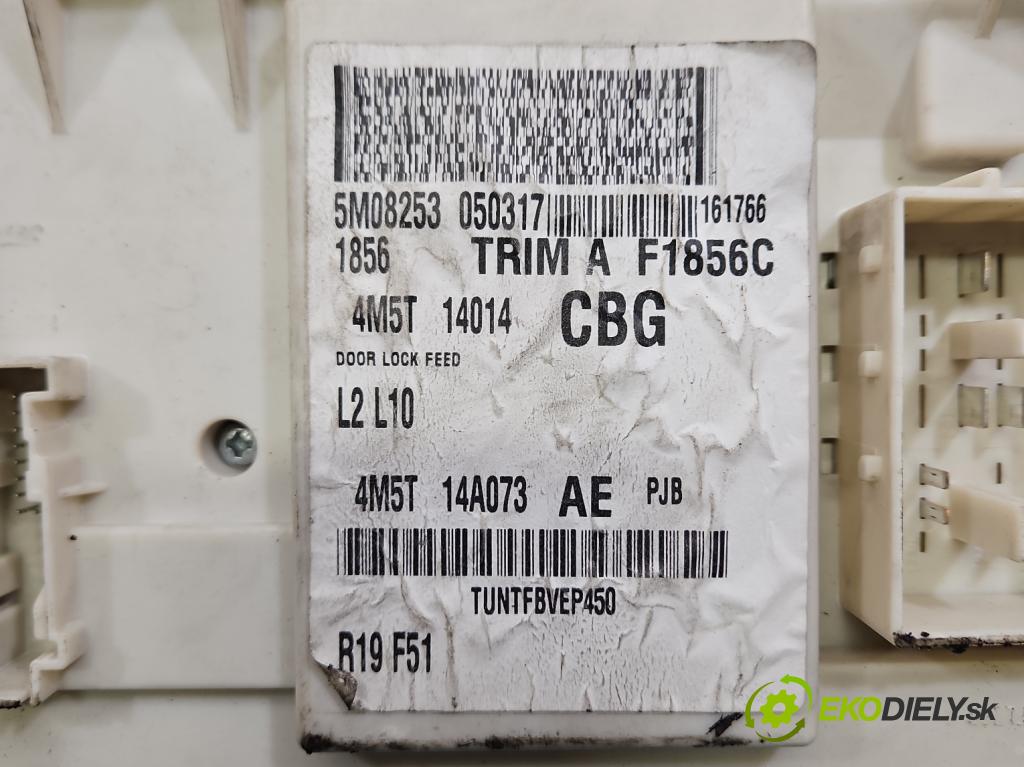 5M08253 050317 161766
1856 TRIM A F1856C
4M5T 14014 CBG
DOOR LOCK FEED
L2 L10
4M5T 14A073 AE PJB
TUNTFBVEP450
R19 F51
EKODIELY.sk